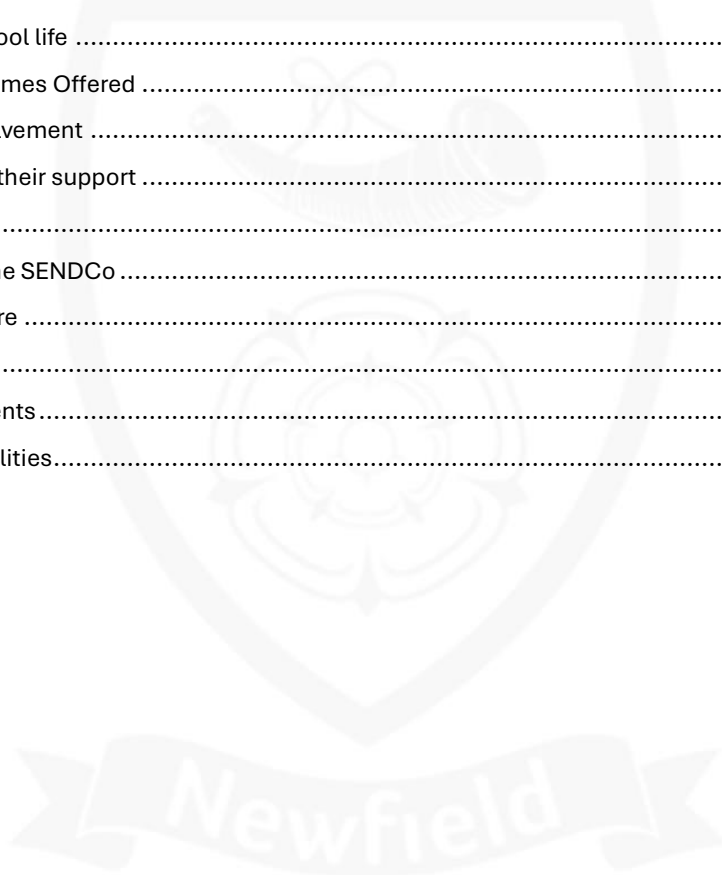 ool life ........................................................................................................
mes Offered ...............................................................................................
vement ......................................................................................................
their support ..............................................................................................
..................................................................................................................
e SENDCo ..................................................................................................
re ...............................................................................................................
..................................................................................................................
nts ..............................................................................................................
lities ...........................................................................................................
Newfield